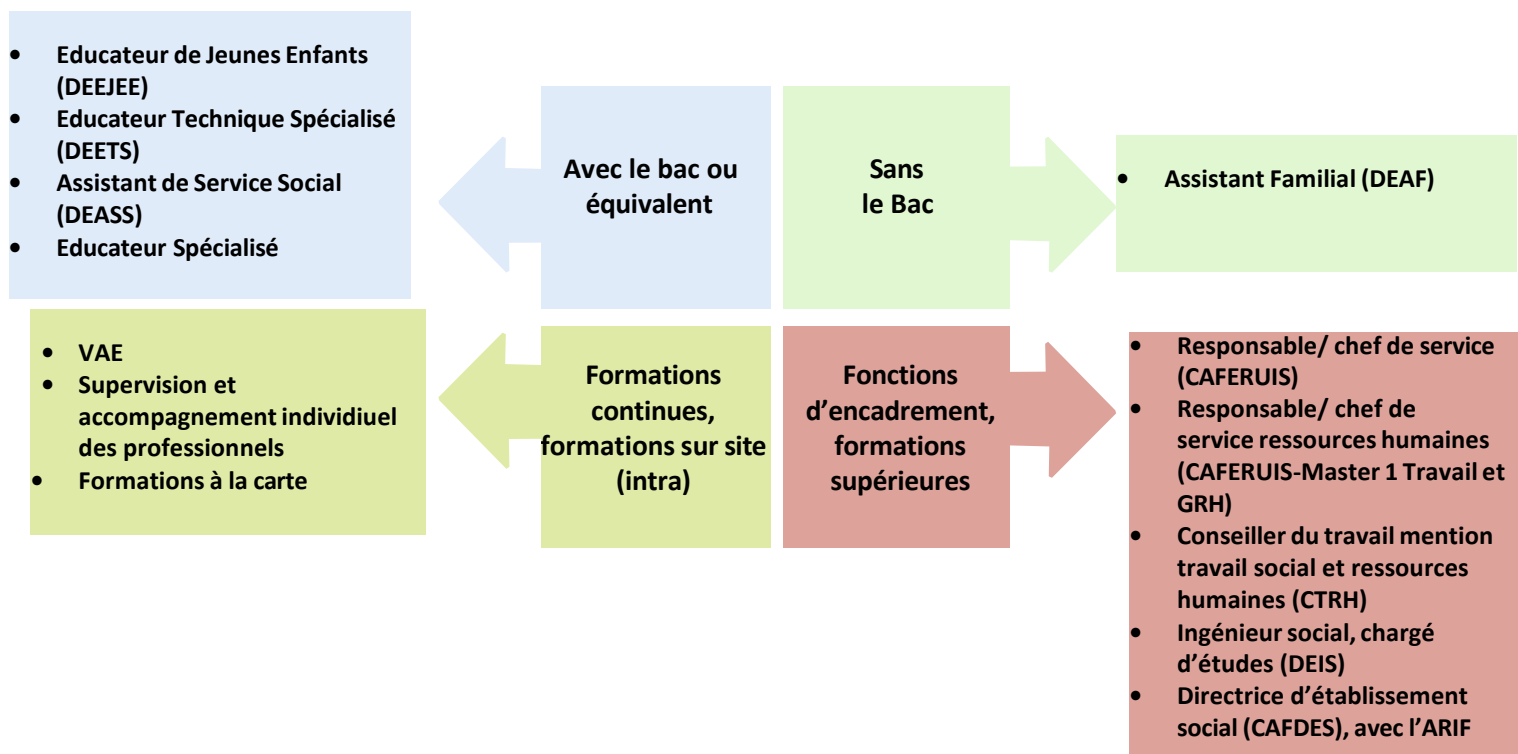 • Educateur de Jeunes Enfants
(DEEJEE)
• Educateur Technique Spécialisé
(DEETS)
• Assistant de Service Social
(DEASS)
• Educateur Spécialisé
Avec le bac ou
équivalent
Sans
le Bac
• Assistant Familial (DEAF)
• VAE
• Supervision et
accompagnement individiuel
des professionnels
• Formations à la carte
Formations
continues,
formations sur site
(intra)
Fonctions
d’encadrement,
formations
supérieures
• Responsable/ chef de service
(CAFERUIS)
• Responsable/ chef de
service ressources humaines
(CAFERUIS-Master 1 Travail et
GRH)
• Conseiller du travail mention
travail social et ressources
humaines (CTRH)
• Ingénieur social, chargé
d’études (DEIS)
• Directrice d’établissement
social (CAFDES), avec l’ARIF